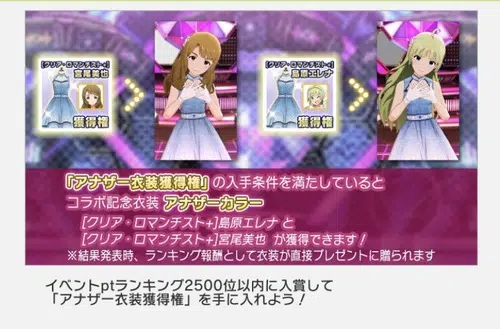 [クリア・ロマンチスト+]
宮尾美也
獲得権
[クリア・ロマンチスト+]
島原エレナ
獲得権
「アナザー衣装獲得権」の入手条件を満たしていると
コラボ記念衣装 アナザーカラー
[クリア・ロマンチスト+]島原エレナ と
[クリア・ロマンチスト+]宮尾美也 が獲得できます!
※結果発表時、ランキング報酬として衣装が直接プレゼントに贈られます
イベントptランキング2500位以内に入賞して
「アナザー衣装獲得権」を手に入れよう!